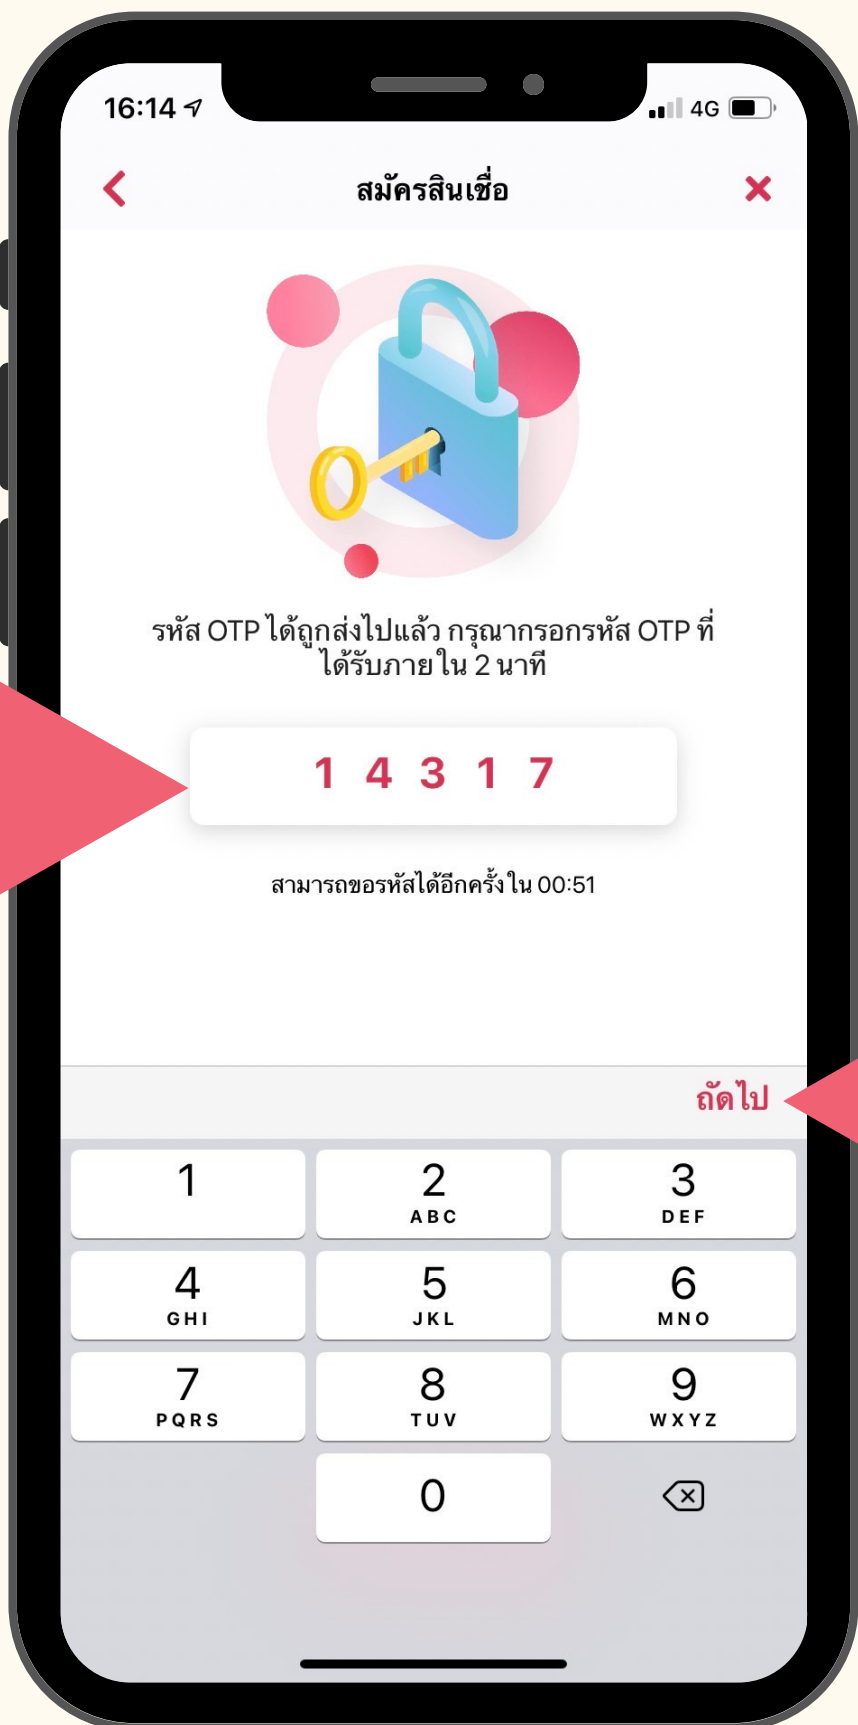 16:14 4G
สมัครสินเชื่อ
รหัส OTP ได้ถูกส่งไปแล้ว กรุณากรอกรหัส OTP ที่
ได้รับภายใน 2 นาที
1 4 3 1 7
สามารถขอรหัสได้อีกครั้งใน 00:51
ถัดไป
1 2 3
ABC DEF
4 5 6
GHI JKL MNO
7 8 9
PQRS TUV WXYZ
0